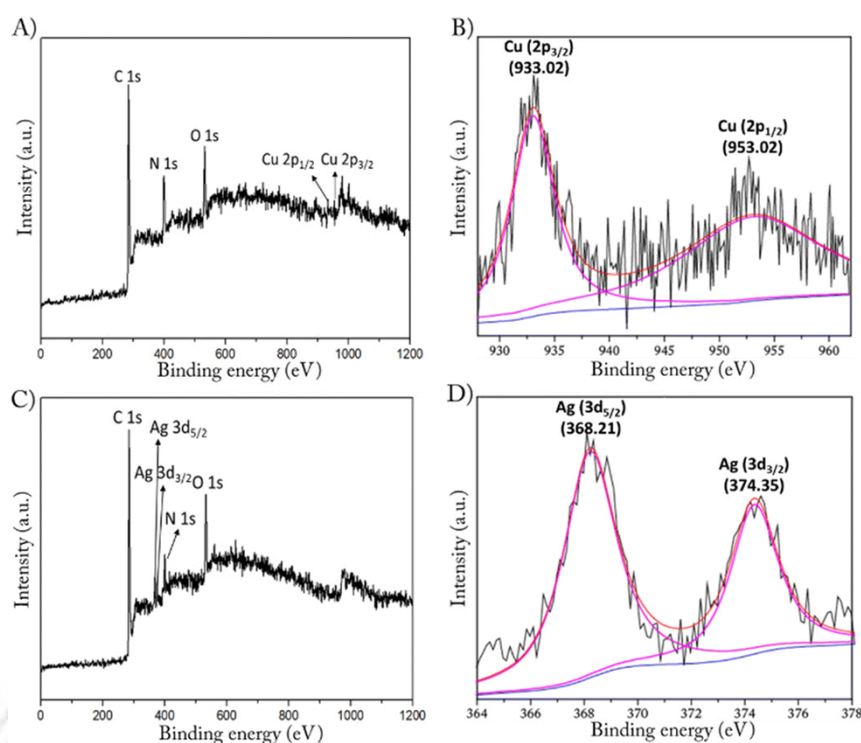 A)
C 1s
N 1s
O 1s
Cu 2p1/2 Cu 2p3/2
Intensity (a.u.)
0 200 400 600 800 1000 1200
Binding energy (eV)
B)
Cu (2p3/2)
(933.02)
Cu (2p1/2)
(953.02)
Intensity (a.u.)
930 935 940 945 950 955 960
Binding energy (eV)
C)
C 1s
Ag 3d5/2
Ag 3d3/2
O 1s
N 1s
Intensity (a.u.)
0 200 400 600 800 1000 1200
Binding energy (eV)
D)
Ag (3d5/2)
(368.21)
Ag (3d3/2)
(374.35)
Intensity (a.u.)
364 366 368 370 372 374 376 378
Binding energy (eV)